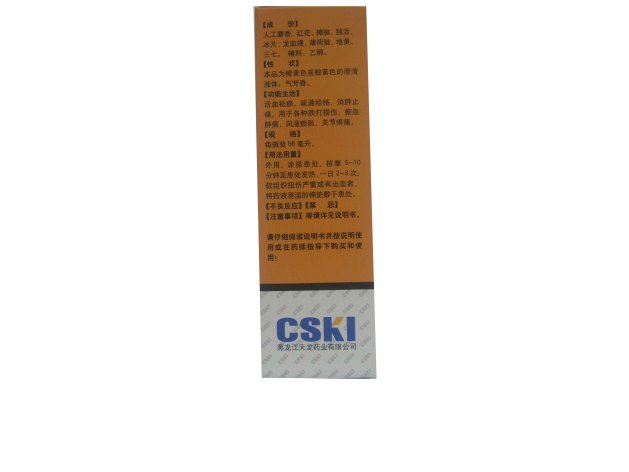 【成 份】
人工麝香、红花、樟脑、独活、
冰片、龙血竭、薄荷脑、地黄、
三七。辅料：乙醇。
【性 状】
本品为橙黄色至棕黄色的澄清
液体，气芳香。
【功能主治】
活血祛瘀，疏通经络，消肿止
痛。用于各种跌打损伤，瘀血
肿痛，风湿瘀阻，关节疼痛。
【规 格】
每瓶装56毫升。
【用法用量】
外用，涂搽患处，按摩 5-10
分钟至患处发热，一日2-3次；
软组织扭伤严重或有出血者，
将药液浸湿的棉垫敷于患处。
【不良反应】【禁 忌】
【注意事项】等请详见说明书。
请仔细阅读说明书并按说明使
用或在药师指导下购买和使
用：
CSKI
黑龙江天龙药业有限公司